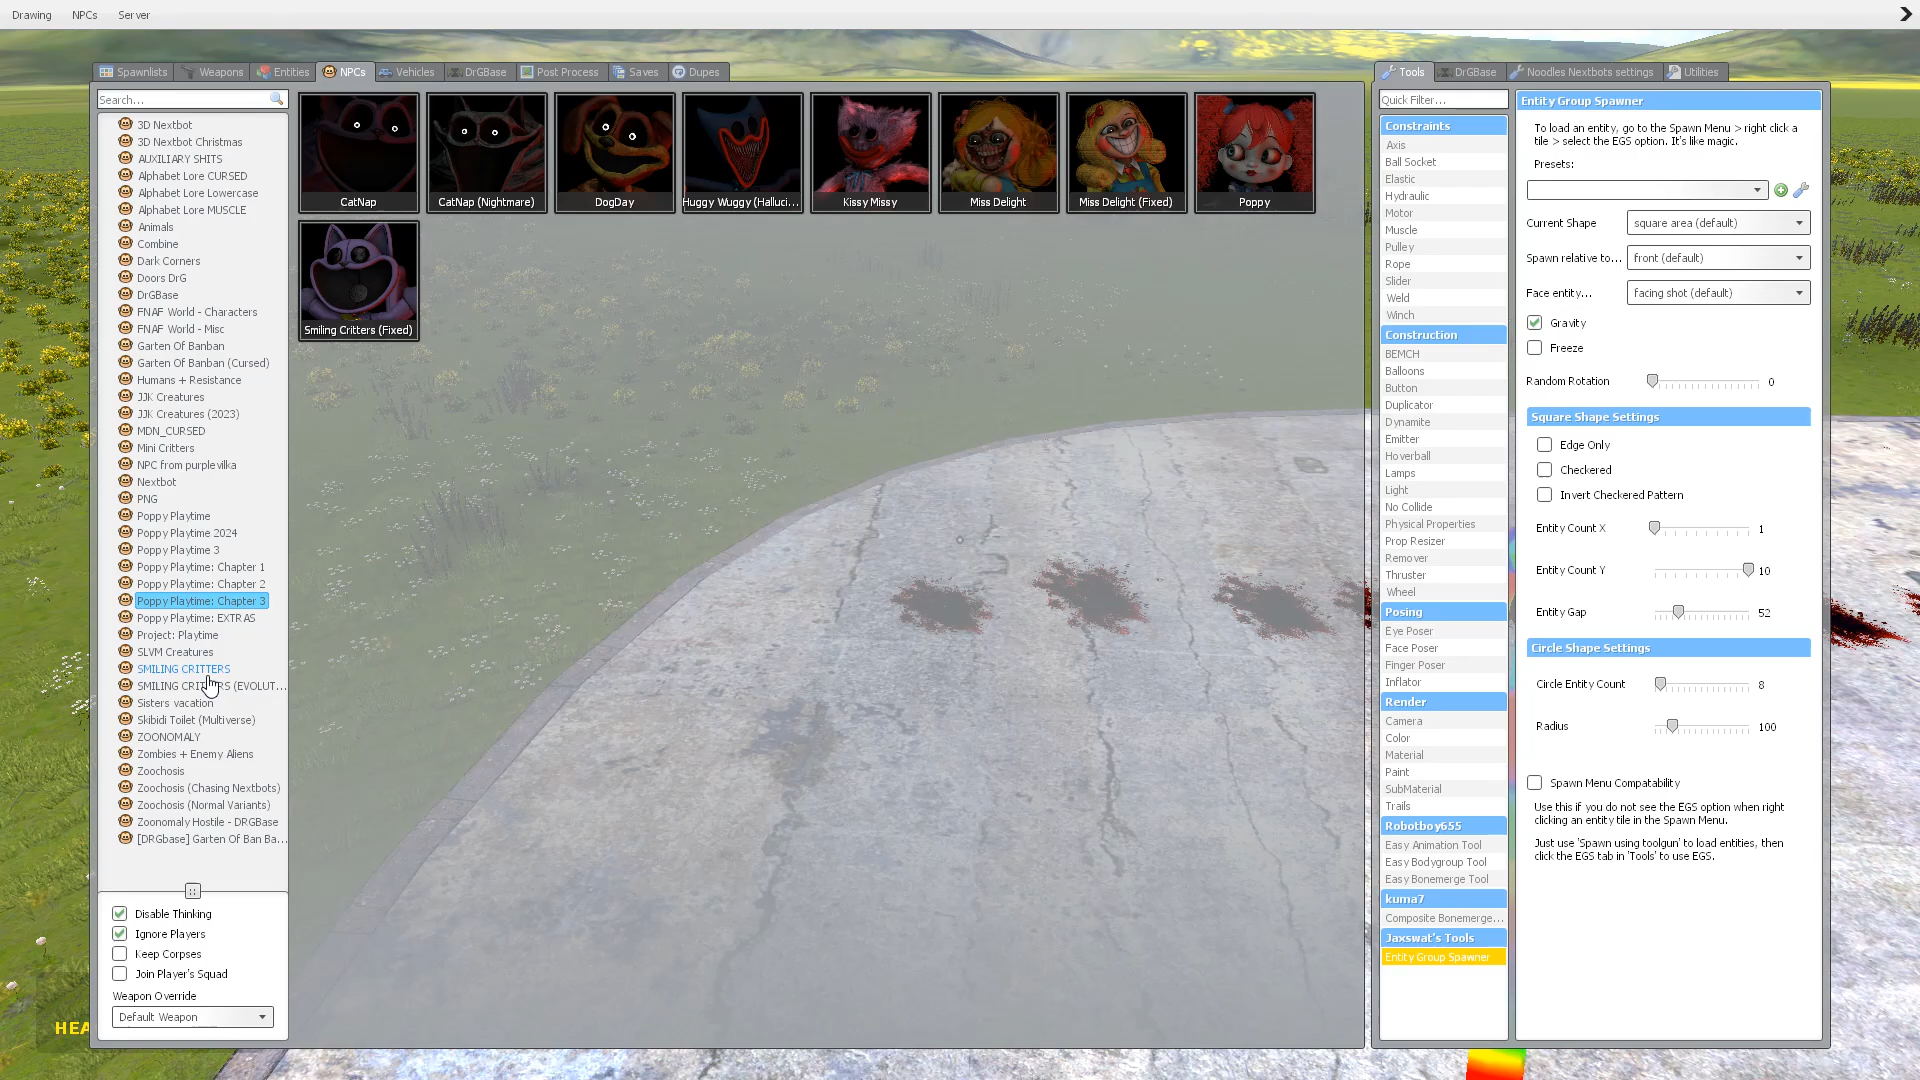 Drawing NPCs Server
Spawnlists Weapons Entities NPCs Vehicles DrGBase Post Process Saves Dupes
Search...
3D Nextbot
3D Nextbot Christmas
AUXILIARY SHITS
Alphabet Lore CURSED
Alphabet Lore Lowercase
Alphabet Lore MUSCLE
Animals
Combine
Dark Corners
Doors DrG
DrGBase
FNAF World - Characters
FNAF World - Misc
Garten Of Banban
Garten Of Banban (Cursed)
Humans + Resistance
JJK Creatures
JJK Creatures (2023)
MDN_CURSED
Mini Critters
NPC from purplevilka
Nextbot
PNG
Poppy Playtime
Poppy Playtime 2024
Poppy Playtime 3
Poppy Playtime: Chapter 1
Poppy Playtime: Chapter 2
Poppy Playtime: Chapter 3
Poppy Playtime: EXTRAS
Project: Playtime
SLVM Creatures
SMILING CRITTERS
SMILING CRITTERS (EVOLUT...
Sisters vacation
Skibidi Toilet (Multiverse)
ZOONOMALY
Zombies + Enemy Aliens
Zoochosis
Zoochosis (Chasing Nextbots)
Zoochosis (Normal Variants)
Zoonomaly Hostile - DRGBase
[DRGbase] Garten Of Ban Ba...
Disable Thinking
Ignore Players
Keep Corpses
Join Player's Squad
Weapon Override
Default Weapon
HEA
CatNap
CatNap (Nightmare)
DogDay
Huggy Wuggy (Halluci...
Kissy Missy
Miss Delight
Miss Delight (Fixed)
Poppy
Smiling Critters (Fixed)
Tools DrGBase Noodles Nextbots settings Utilities
Quick Filter...
Constraints
Axis
Ball Socket
Elastic
Hydraulic
Motor
Muscle
Pulley
Rope
Slider
Weld
Winch
Construction
BEMCH
Balloons
Button
Duplicator
Dynamite
Emitter
Hoverball
Lamps
Light
No Collide
Physical Properties
Prop Resizer
Remover
Thruster
Wheel
Posing
Eye Poser
Face Poser
Finger Poser
Inflator
Render
Camera
Color
Material
Paint
SubMaterial
Trails
Robotboy655
Easy Animation Tool
Easy Bodygroup Tool
Easy Bonemerge Tool
kuma7
Composite Bonemerge...
Jaxswat's Tools
Entity Group Spawner
Entity Group Spawner
To load an entity, go to the Spawn Menu > right click a
tile > select the EGS option. It's like magic.
Presets:
Current Shape square area (default)
Spawn relative to... front (default)
Face entity... facing shot (default)
Gravity
Freeze
Random Rotation 0
Square Shape Settings
Edge Only
Checkered
Invert Checkered Pattern
Entity Count X 1
Entity Count Y 10
Entity Gap 52
Circle Shape Settings
Circle Entity Count 8
Radius 100
Spawn Menu Compatability
Use this if you do not see the EGS option when right
clicking an entity tile in the Spawn Menu.
Just use 'Spawn using toolgun' to load entities, then
click the EGS tab in 'Tools' to use EGS.